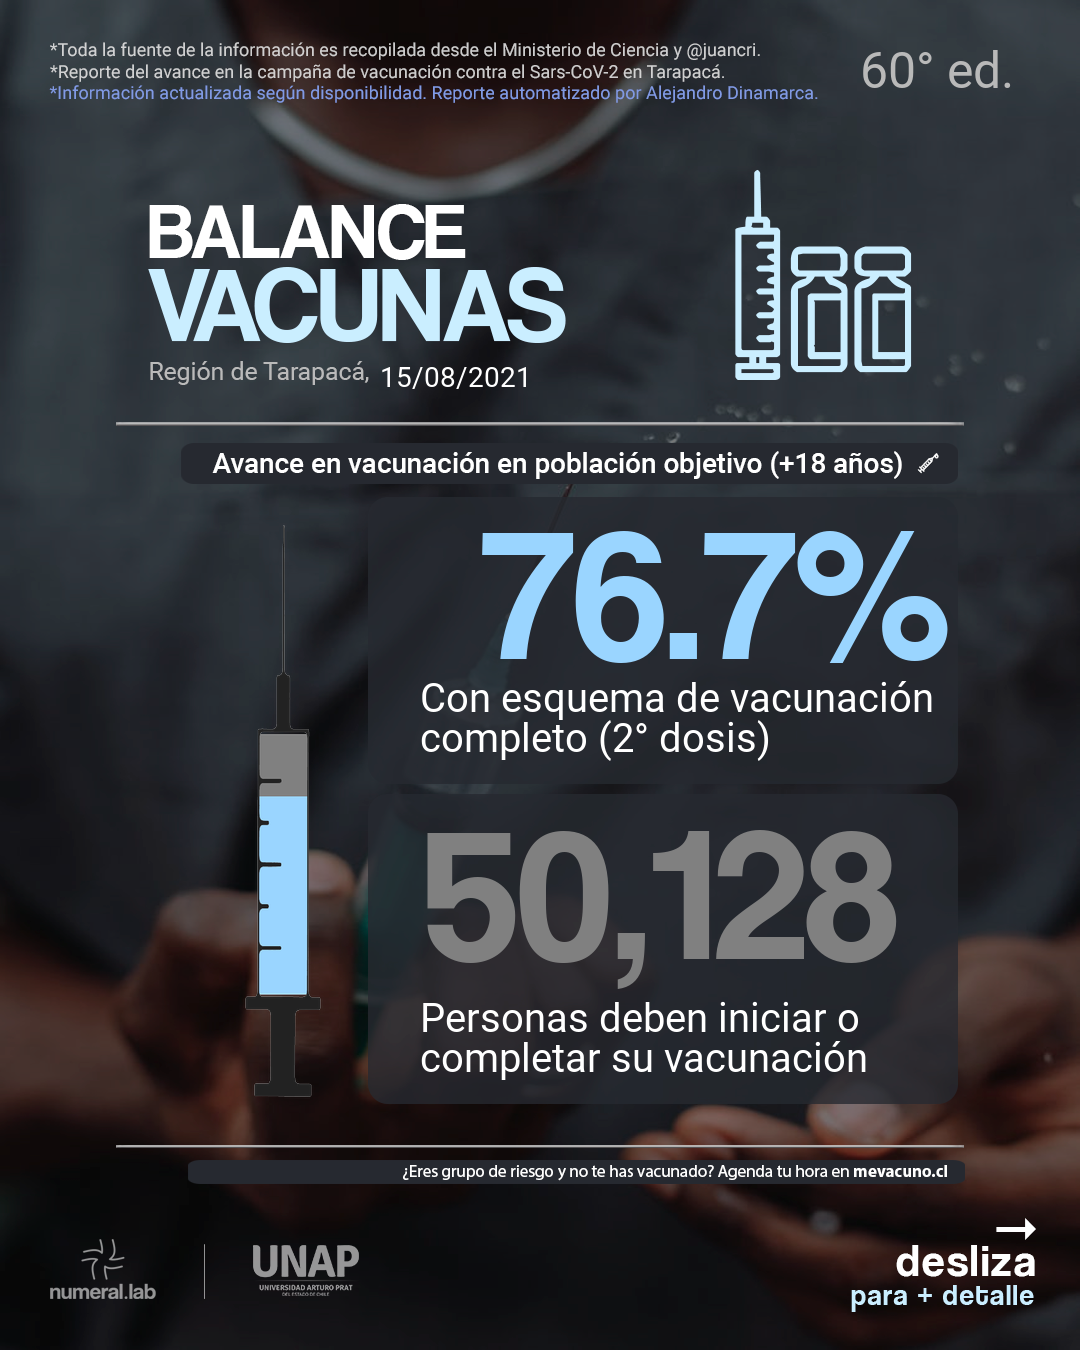 *Toda la fuente de la información es recopilada desde el Ministerio de Ciencia y @juancri.
*Reporte del avance en la campaña de vacunación contra el Sars-CoV-2 en Tarapacá.
*Información actualizada según disponibilidad. Reporte automatizado por Alejandro Dinamarca.
60° ed.
BALANCE
VACUNAS
Región de Tarapacá, 15/08/2021
Avance en vacunación en población objetivo (+18 años)
76.7%
Con esquema de vacunación
completo (2° dosis)
50,128
Personas deben iniciar o
completar su vacunación
¿Eres grupo de riesgo y no te has vacunado? Agenda tu hora en mevacuno.cl
numeral.lab
UNAP
UNIVERSIDAD ARTURO PRAT
DEL ESTADO DE CHILE
desliza
para + detalle